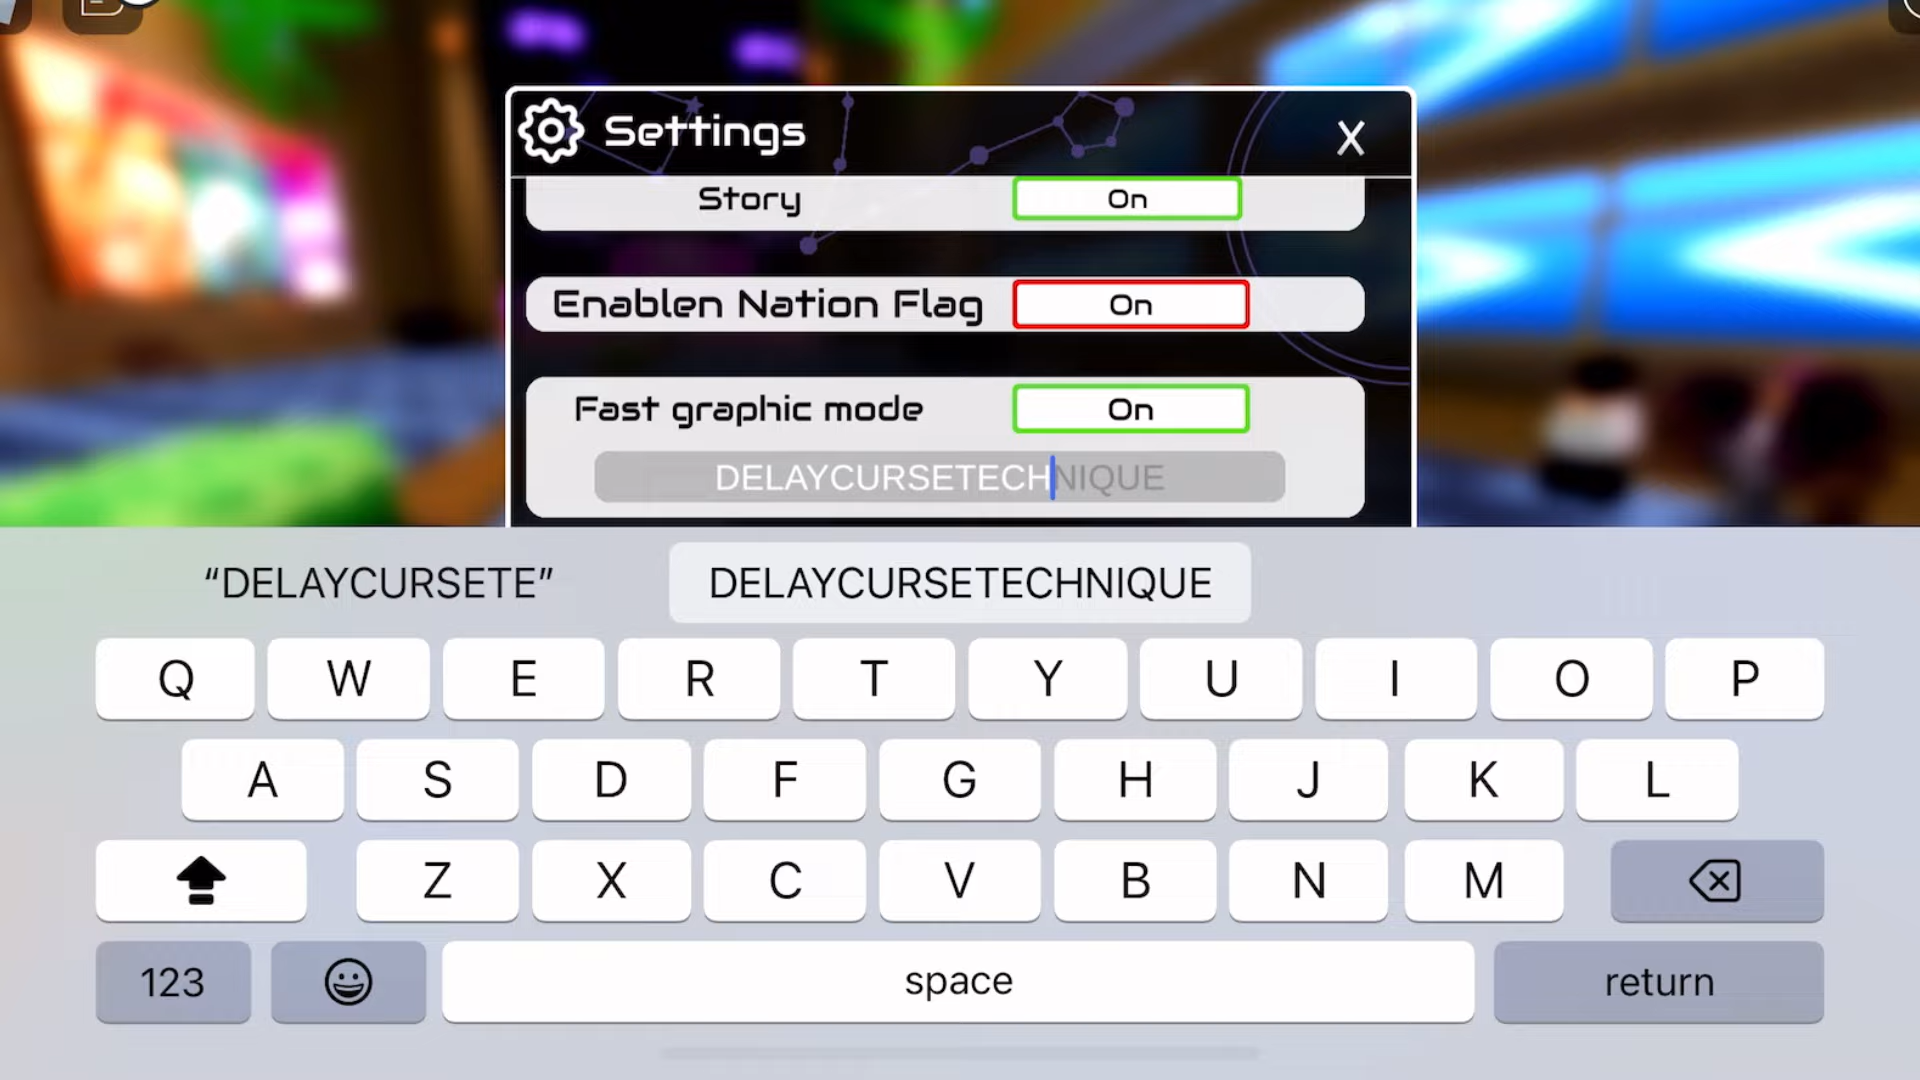 Settings
X
Story On
Enablen Nation Flag On
Fast graphic mode On
DELAYCURSETECHNIQUE
“DELAYCURSETE” DELAYCURSETECHNIQUE
Q W E R T Y U I O P
A S D F G H J K L
Z X C V B N M
123 space return